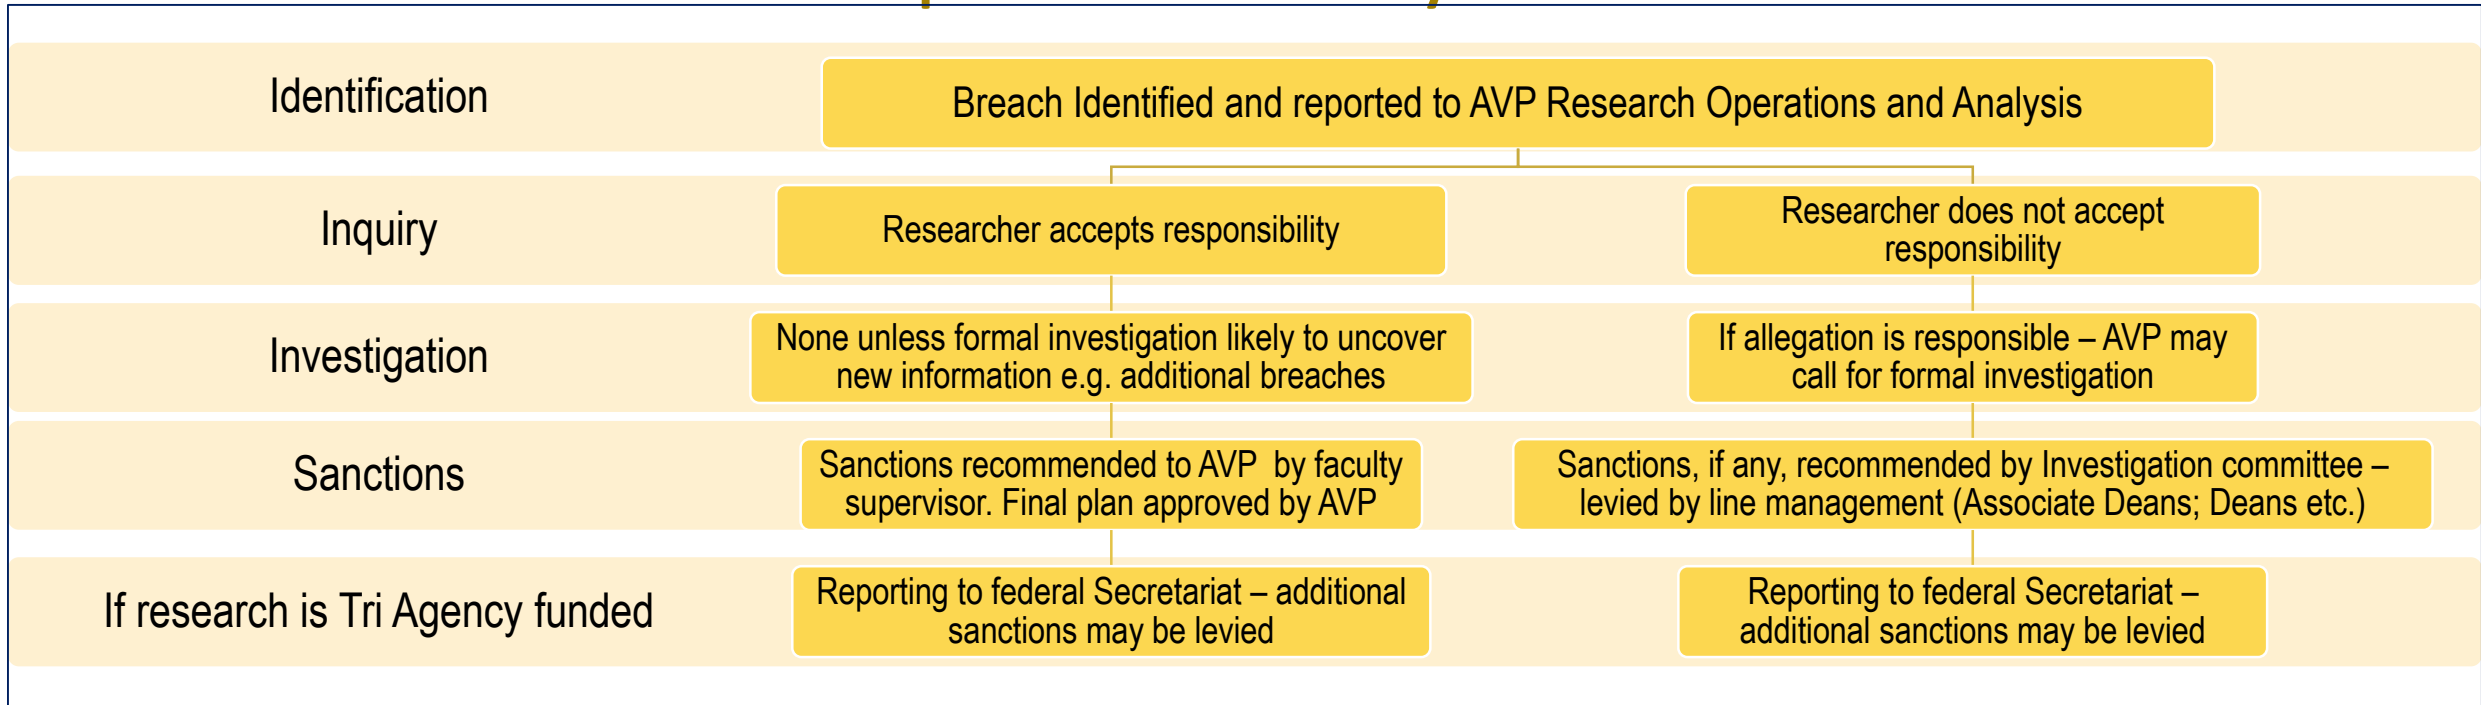 Identification
Breach Identified and reported to AVP Research Operations and Analysis
Inquiry
Researcher accepts responsibility
Researcher does not accept
responsibility
Investigation
None unless formal investigation likely to uncover
new information e.g. additional breaches
If allegation is responsible – AVP may
call for formal investigation
Sanctions
Sanctions recommended to AVP by faculty
supervisor. Final plan approved by AVP
Sanctions, if any, recommended by Investigation committee –
levied by line management (Associate Deans; Deans etc.)
If research is Tri Agency funded
Reporting to federal Secretariat – additional
sanctions may be levied
Reporting to federal Secretariat –
additional sanctions may be levied